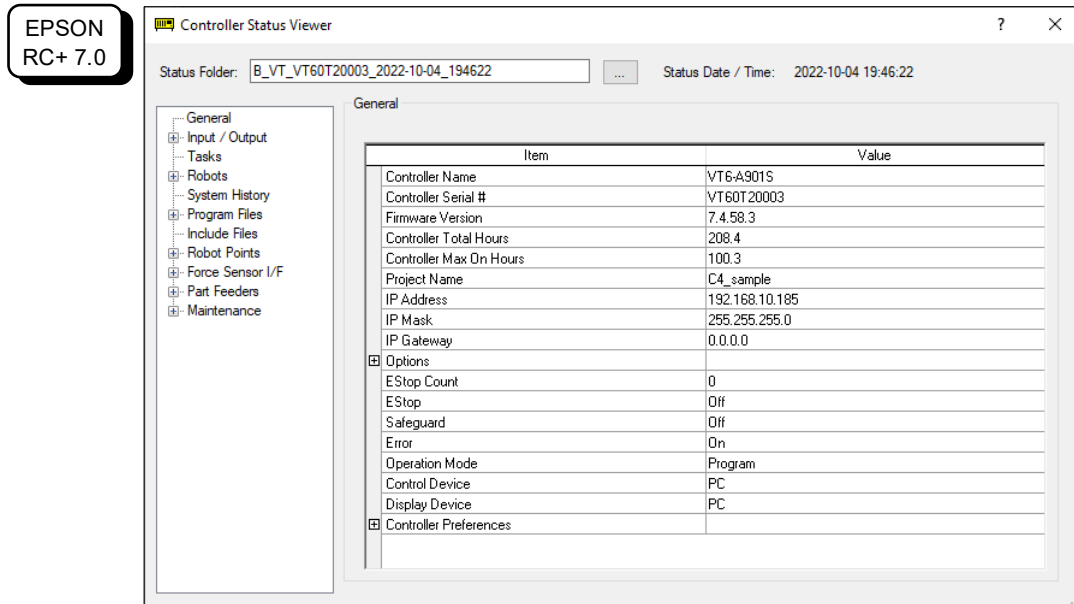 EPSON
RC+ 7.0
Controller Status Viewer
Status Folder: B_VT_VT60T20003_2022-10-04_194622 ... Status Date / Time: 2022-10-04 19:46:22
General
Input / Output
Tasks
Robots
System History
Program Files
Include Files
Robot Points
Force Sensor I/F
Part Feeders
Maintenance
General
Item Value
Controller Name VT6-A901S
Controller Serial # VT60T20003
Firmware Version 7.4.58.3
Controller Total Hours 208.4
Controller Max On Hours 100.3
Project Name C4_sample
IP Address 192.168.10.185
IP Mask 255.255.255.0
IP Gateway 0.0.0.0
Options
EStop Count 0
EStop Off
Safeguard Off
Error On
Operation Mode Program
Control Device PC
Display Device PC
Controller Preferences